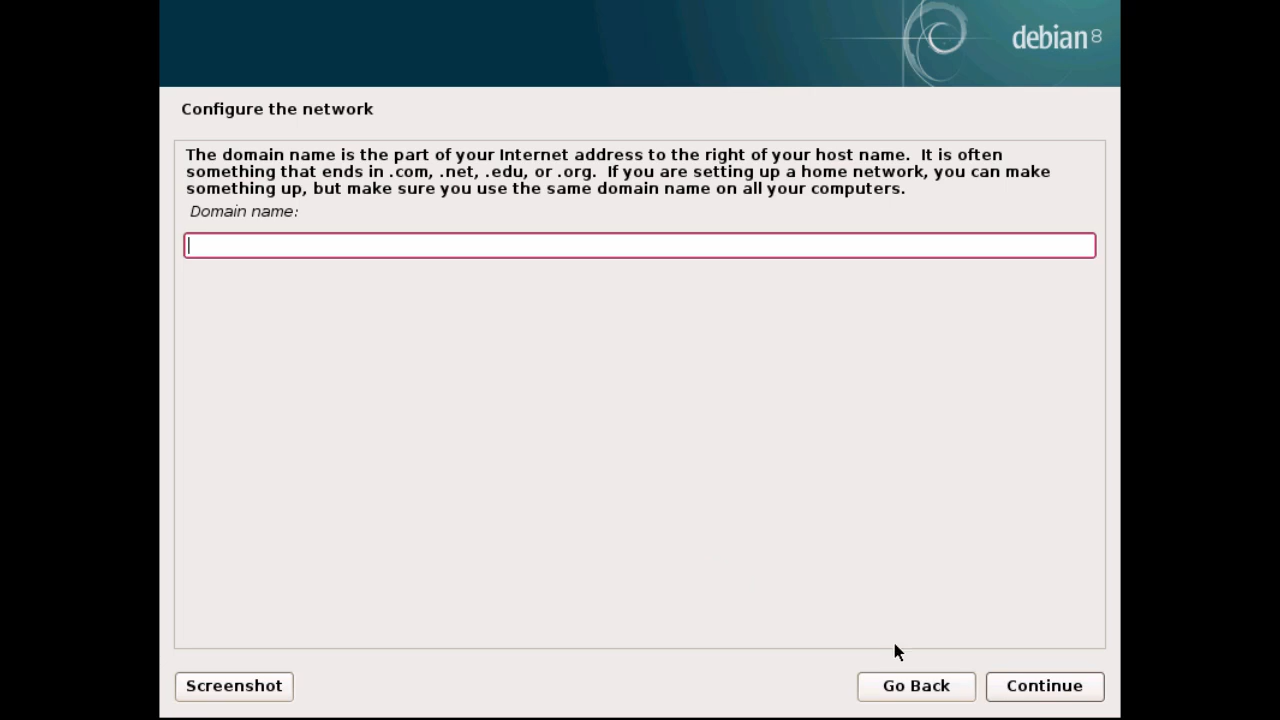 debian 8
Configure the network
The domain name is the part of your Internet address to the right of your host name.  It is often
something that ends in .com, .net, .edu, or .org.  If you are setting up a home network, you can make
something up, but make sure you use the same domain name on all your computers.
Domain name:
Screenshot
Go Back
Continue